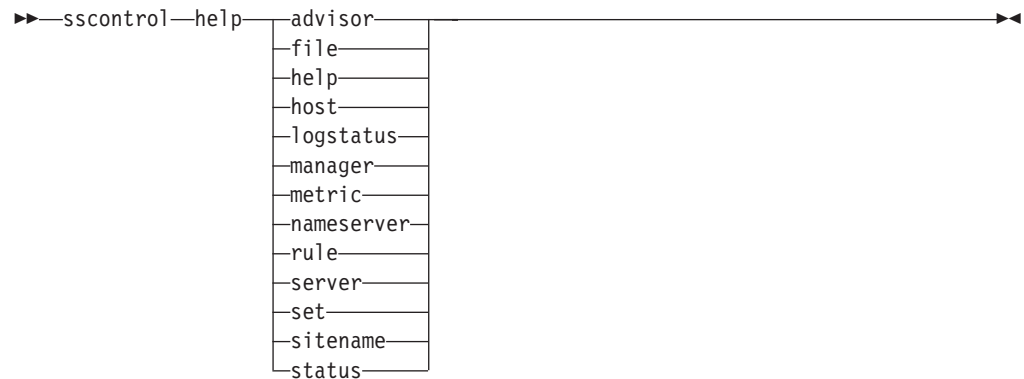 sscontrol help advisor
file
help
host
logstatus
manager
metric
nameserver
rule
server
set
sitename
status